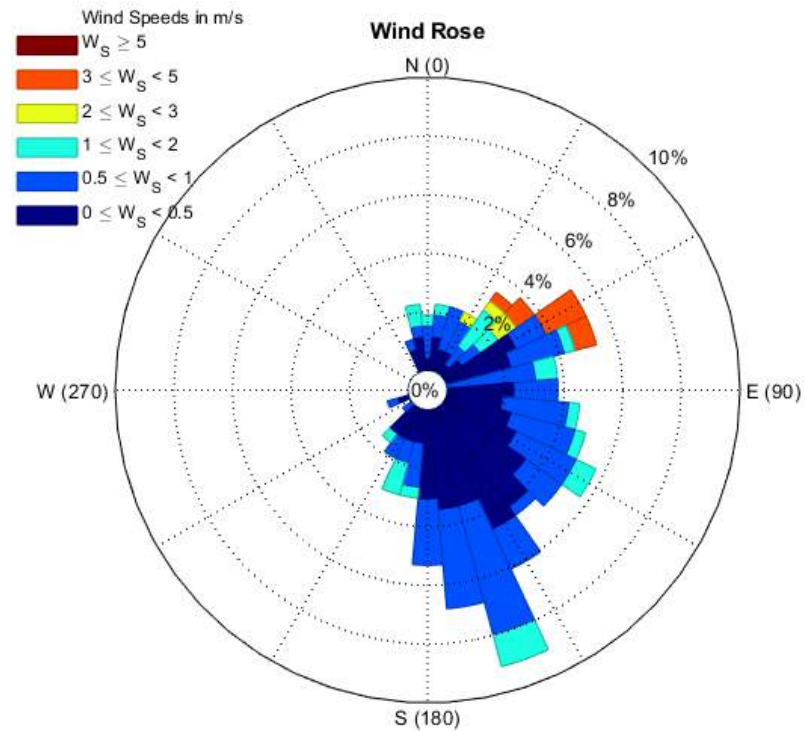 Wind Speeds in m/s
W_S ≥ 5
3 ≤ W_S < 5
2 ≤ W_S < 3
1 ≤ W_S < 2
0.5 ≤ W_S < 1
0 ≤ W_S < 0.5
Wind Rose
N (0)
10%
8%
6%
4%
2%
0%
W (270)
E (90)
S (180)